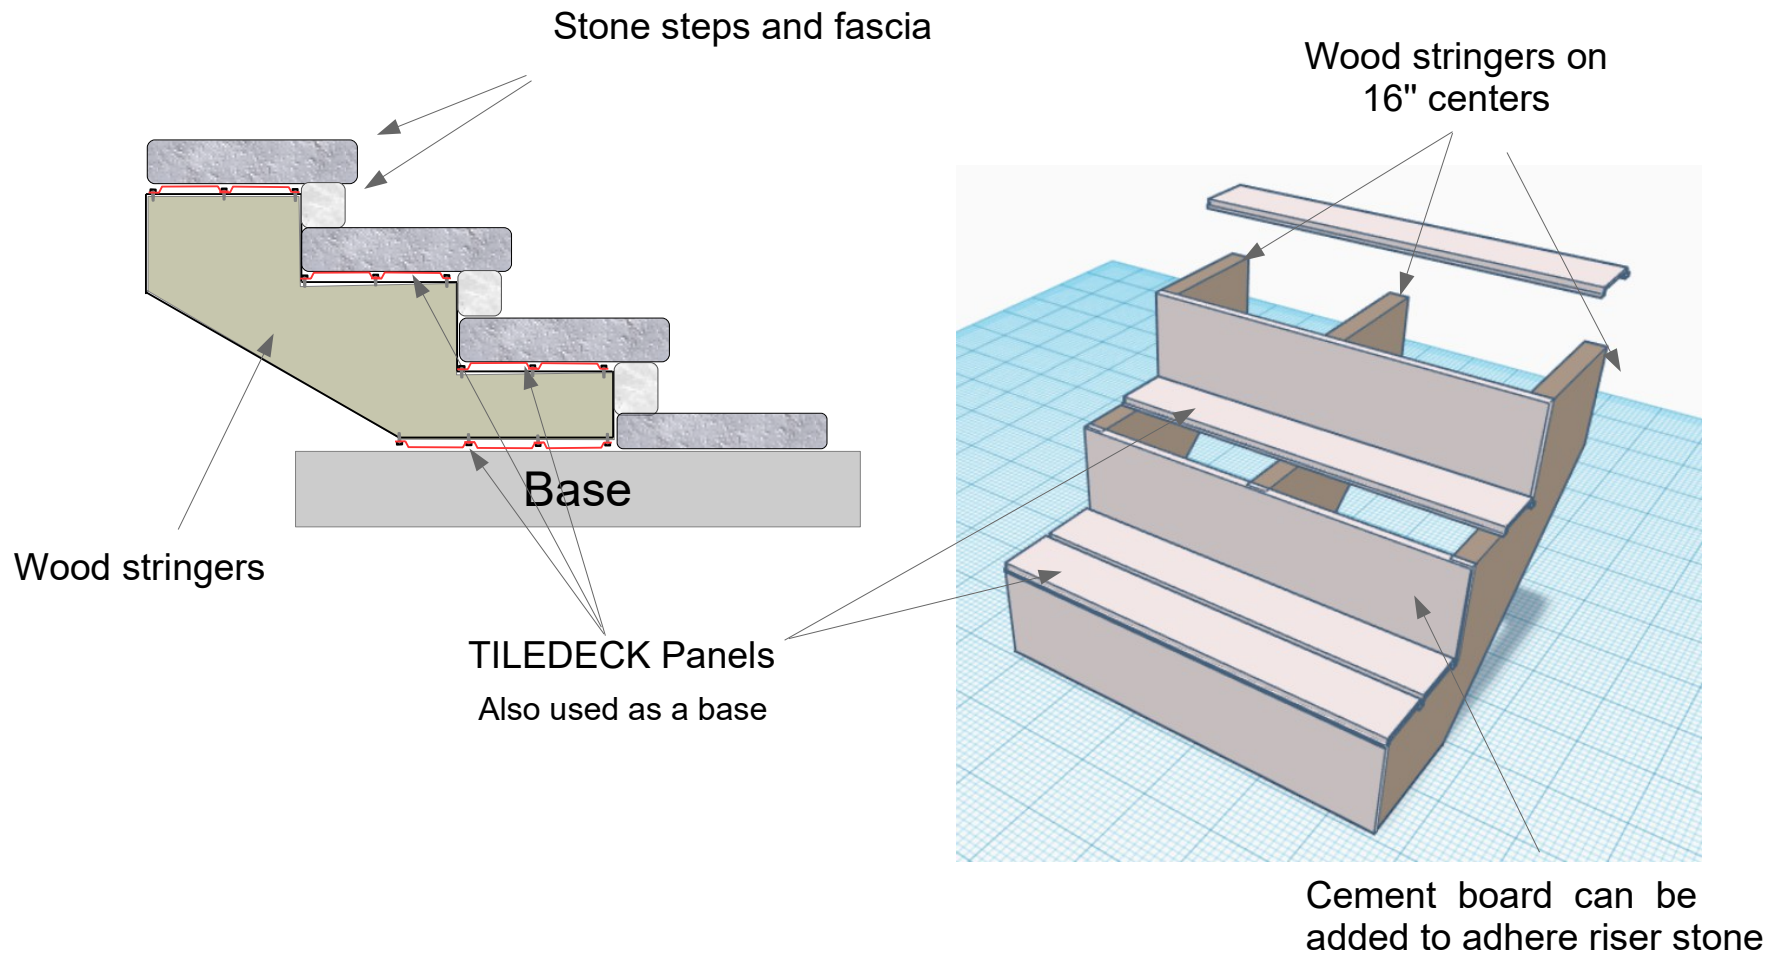 Stone steps and fascia
Wood stringers on
16" centers
Base
Wood stringers
TILEDECK Panels
Also used as a base
Cement board can be
added to adhere riser stone